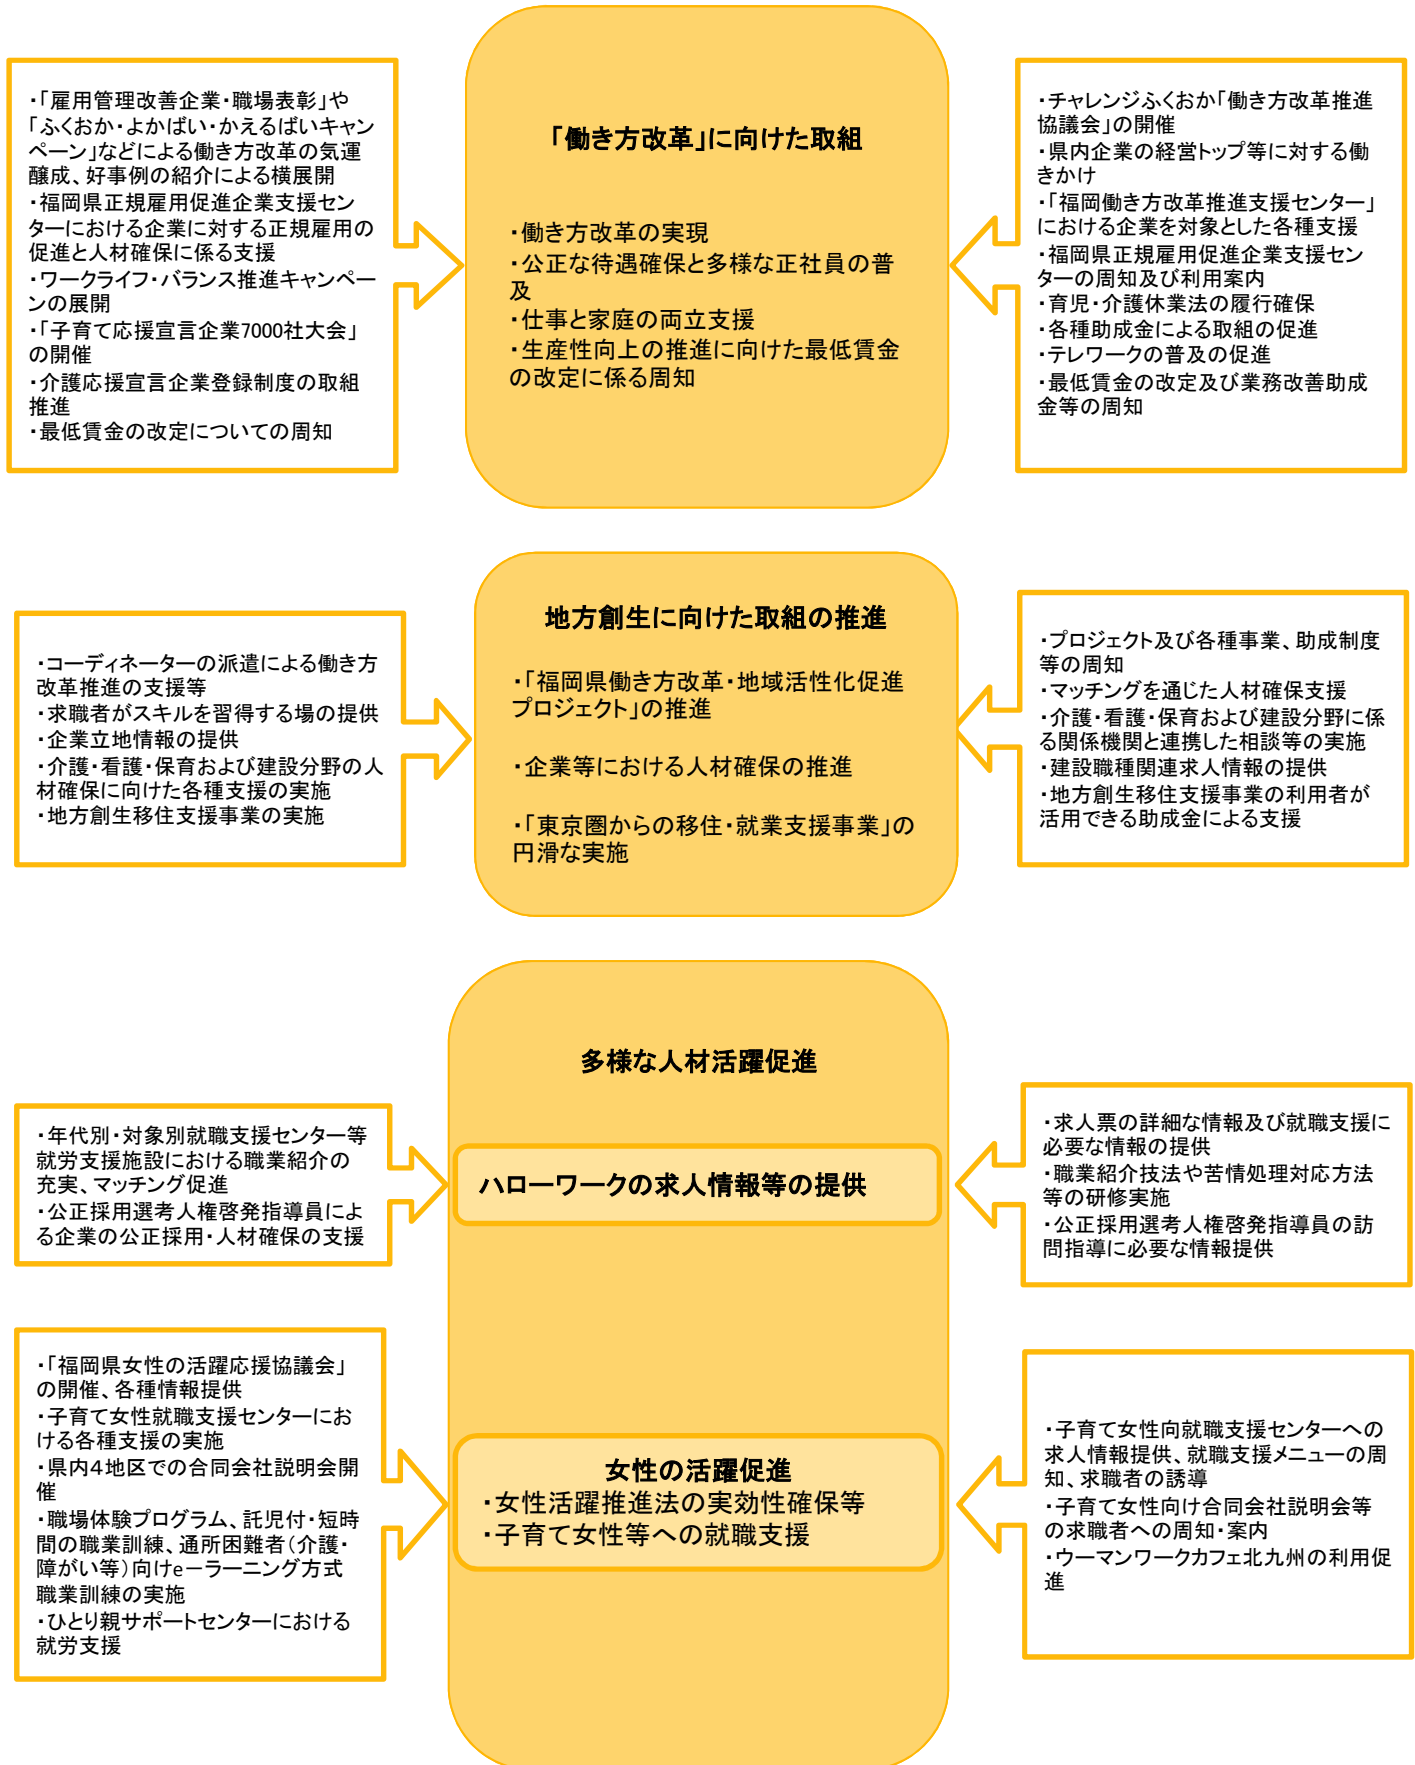 ・「雇用管理改善企業・職場表彰」や
「ふくおか・よかばい・かえるばいキャン
ペーン」などによる働き方改革の気運
醸成、好事例の紹介による横展開
・福岡県正規雇用促進企業支援セン
ターにおける企業に対する正規雇用の
促進と人材確保に係る支援
・ワークライフ・バランス推進キャンペー
ンの展開
・「子育て応援宣言企業7000社大会」
の開催
・介護応援宣言企業登録制度の取組
推進
・最低賃金の改定についての周知
「働き方改革」に向けた取組
・働き方改革の実現
・公正な待遇確保と多様な正社員の普
及
・仕事と家庭の両立支援
・生産性向上の推進に向けた最低賃金
の改定に係る周知
・チャレンジふくおか「働き方改革推進
協議会」の開催
・県内企業の経営トップ等に対する働
きかけ
・「福岡働き方改革推進支援センター」
における企業を対象とした各種支援
・福岡県正規雇用促進企業支援セン
ターの周知及び利用案内
・育児・介護休業法の履行確保
・各種助成金による取組の促進
・テレワークの普及の促進
・最低賃金の改定及び業務改善助成
金等の周知
・コーディネーターの派遣による働き方
改革推進の支援等
・求職者がスキルを習得する場の提供
・企業立地情報の提供
・介護・看護・保育および建設分野の人
材確保に向けた各種支援の実施
・地方創生移住支援事業の実施
地方創生に向けた取組の推進
・「福岡県働き方改革・地域活性化促進
プロジェクト」の推進
・企業等における人材確保の推進
・「東京圏からの移住・就業支援事業」の
円滑な実施
・プロジェクト及び各種事業、助成制度
等の周知
・マッチングを通じた人材確保支援
・介護・看護・保育および建設分野に係
る関係機関と連携した相談等の実施
・建設職種関連求人情報の提供
・地方創生移住支援事業の利用者が
活用できる助成金による支援
多様な人材活躍促進
・年代別・対象別就職支援センター等
就労支援施設における職業紹介の
充実、マッチング促進
・公正採用選考人権啓発指導員によ
る企業の公正採用・人材確保の支援
ハローワークの求人情報等の提供
・求人票の詳細な情報及び就職支援に
必要な情報の提供
・職業紹介技法や苦情処理対応方法
等の研修実施
・公正採用選考人権啓発指導員の訪
問指導に必要な情報提供
・「福岡県女性の活躍応援協議会」
の開催、各種情報提供
・子育て女性就職支援センターにお
ける各種支援の実施
・県内4地区での合同会社説明会開
催
・職場体験プログラム、託児付・短時
間の職業訓練、通所困難者（介護・
障がい等）向けe－ラーニング方式
職業訓練の実施
・ひとり親サポートセンターにおける
就労支援
女性の活躍促進
・女性活躍推進法の実効性確保等
・子育て女性等への就職支援
・子育て女性向就職支援センターへの
求人情報提供、就職支援メニューの周
知、求職者の誘導
・子育て女性向け合同会社説明会等
の求職者への周知・案内
・ウーマンワークカフェ北九州の利用促
進